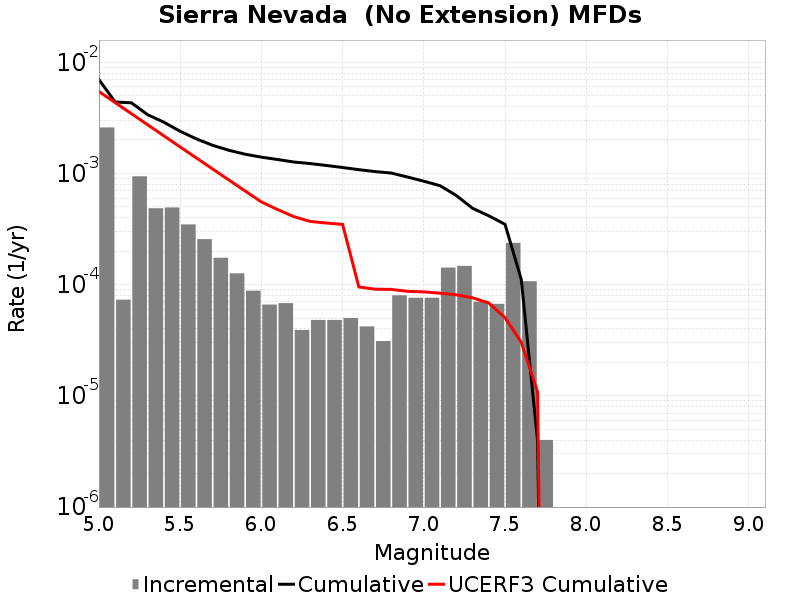 Sierra Nevada  (No Extension) MFDs
Rate (1/yr)
10^-2
10^-3
10^-4
10^-5
10^-6
5.0 5.5 6.0 6.5 7.0 7.5 8.0 8.5 9.0
Magnitude
Incremental Cumulative UCERF3 Cumulative